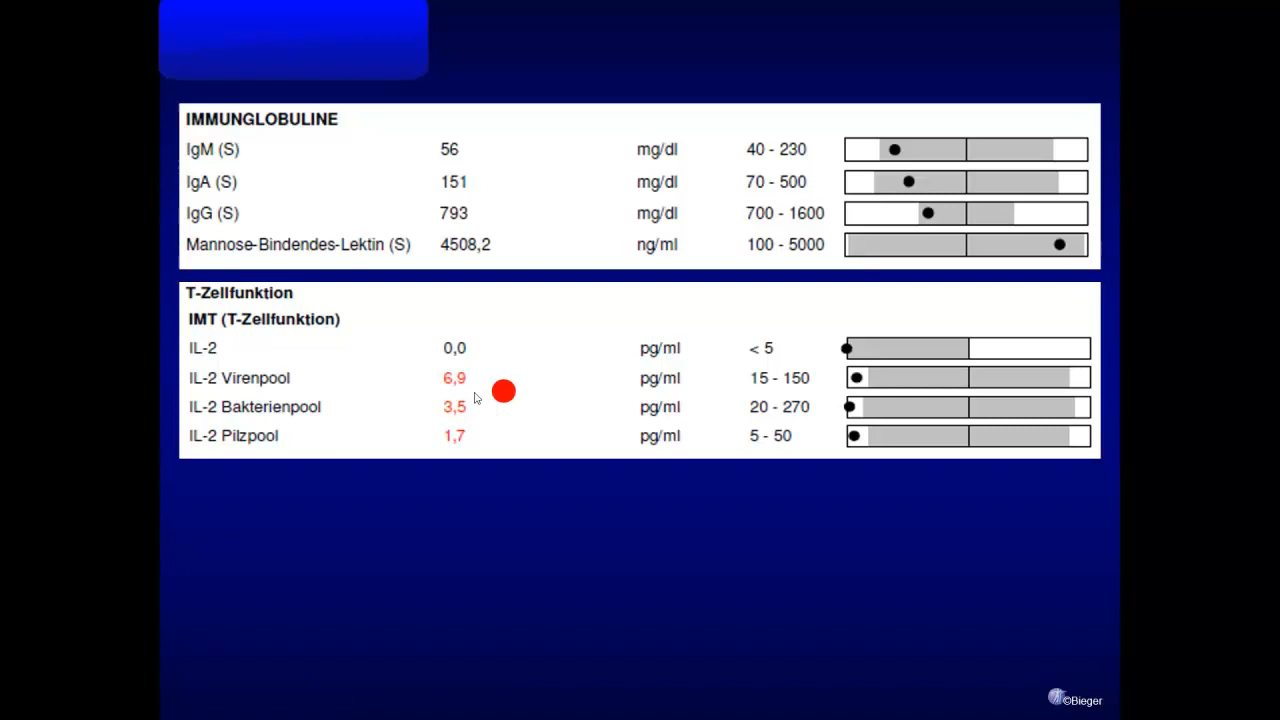 IMMUNGLOBULINE
IgM (S) 56 mg/dl 40 - 230
IgA (S) 151 mg/dl 70 - 500
IgG (S) 793 mg/dl 700 - 1600
Mannose-Bindendes-Lektin (S) 4508,2 ng/ml 100 - 5000
T-Zellfunktion
IMT (T-Zellfunktion)
IL-2 0,0 pg/ml < 5
IL-2 Virenpool 6,9 pg/ml 15 - 150
IL-2 Bakterienpool 3,5 pg/ml 20 - 270
IL-2 Pilzpool 1,7 pg/ml 5 - 50
©Bieger